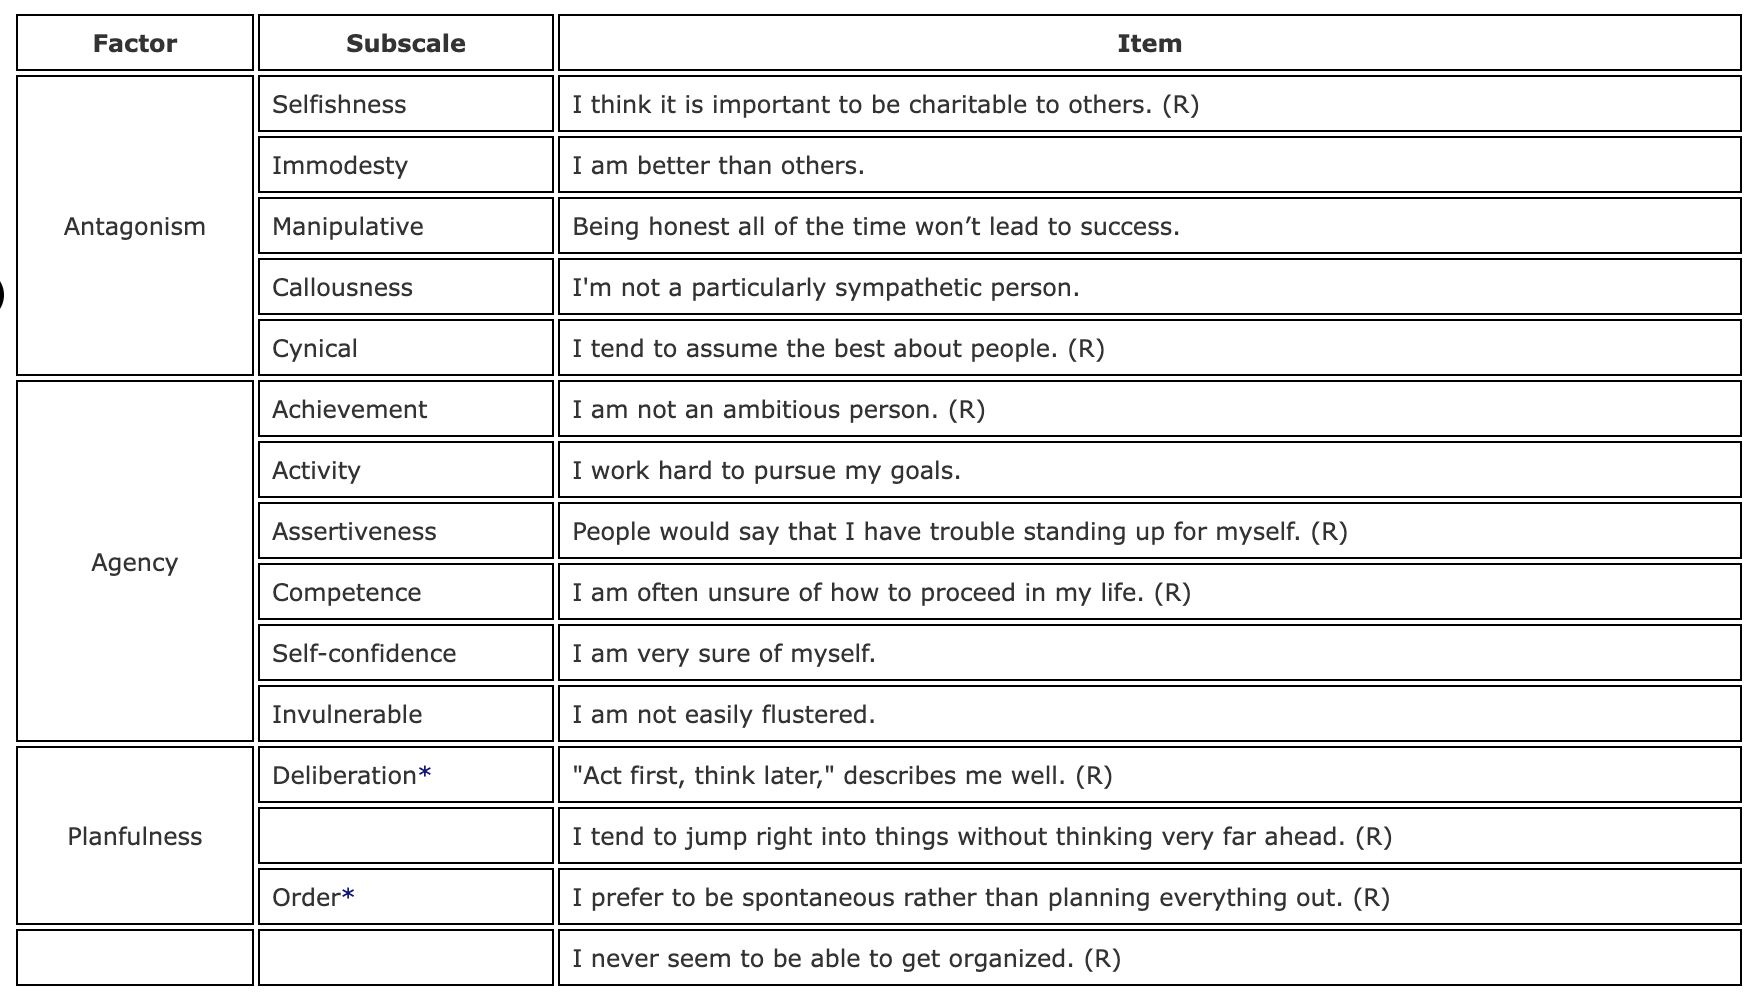 Factor Subscale Item
Selfishness I think it is important to be charitable to others. (R)
Immodesty I am better than others.
Antagonism Manipulative Being honest all of the time won’t lead to success.
Callousness I'm not a particularly sympathetic person.
Cynical I tend to assume the best about people. (R)
Achievement I am not an ambitious person. (R)
Activity I work hard to pursue my goals.
Assertiveness People would say that I have trouble standing up for myself. (R)
Agency
Competence I am often unsure of how to proceed in my life. (R)
Self-confidence I am very sure of myself.
Invulnerable I am not easily flustered.
Deliberation* "Act first, think later," describes me well. (R)
Planfulness I tend to jump right into things without thinking very far ahead. (R)
Order* I prefer to be spontaneous rather than planning everything out. (R)
I never seem to be able to get organized. (R)